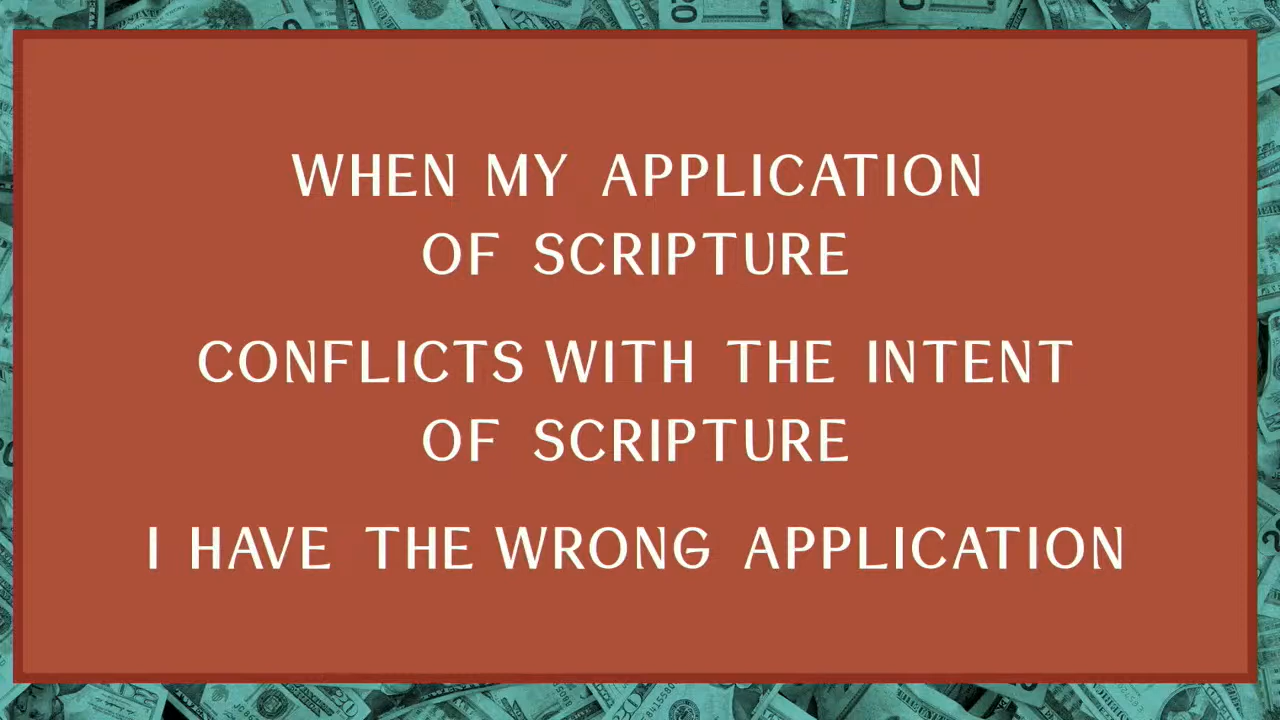 WHEN MY APPLICATION
OF SCRIPTURE
CONFLICTS WITH THE INTENT
OF SCRIPTURE
I HAVE THE WRONG APPLICATION